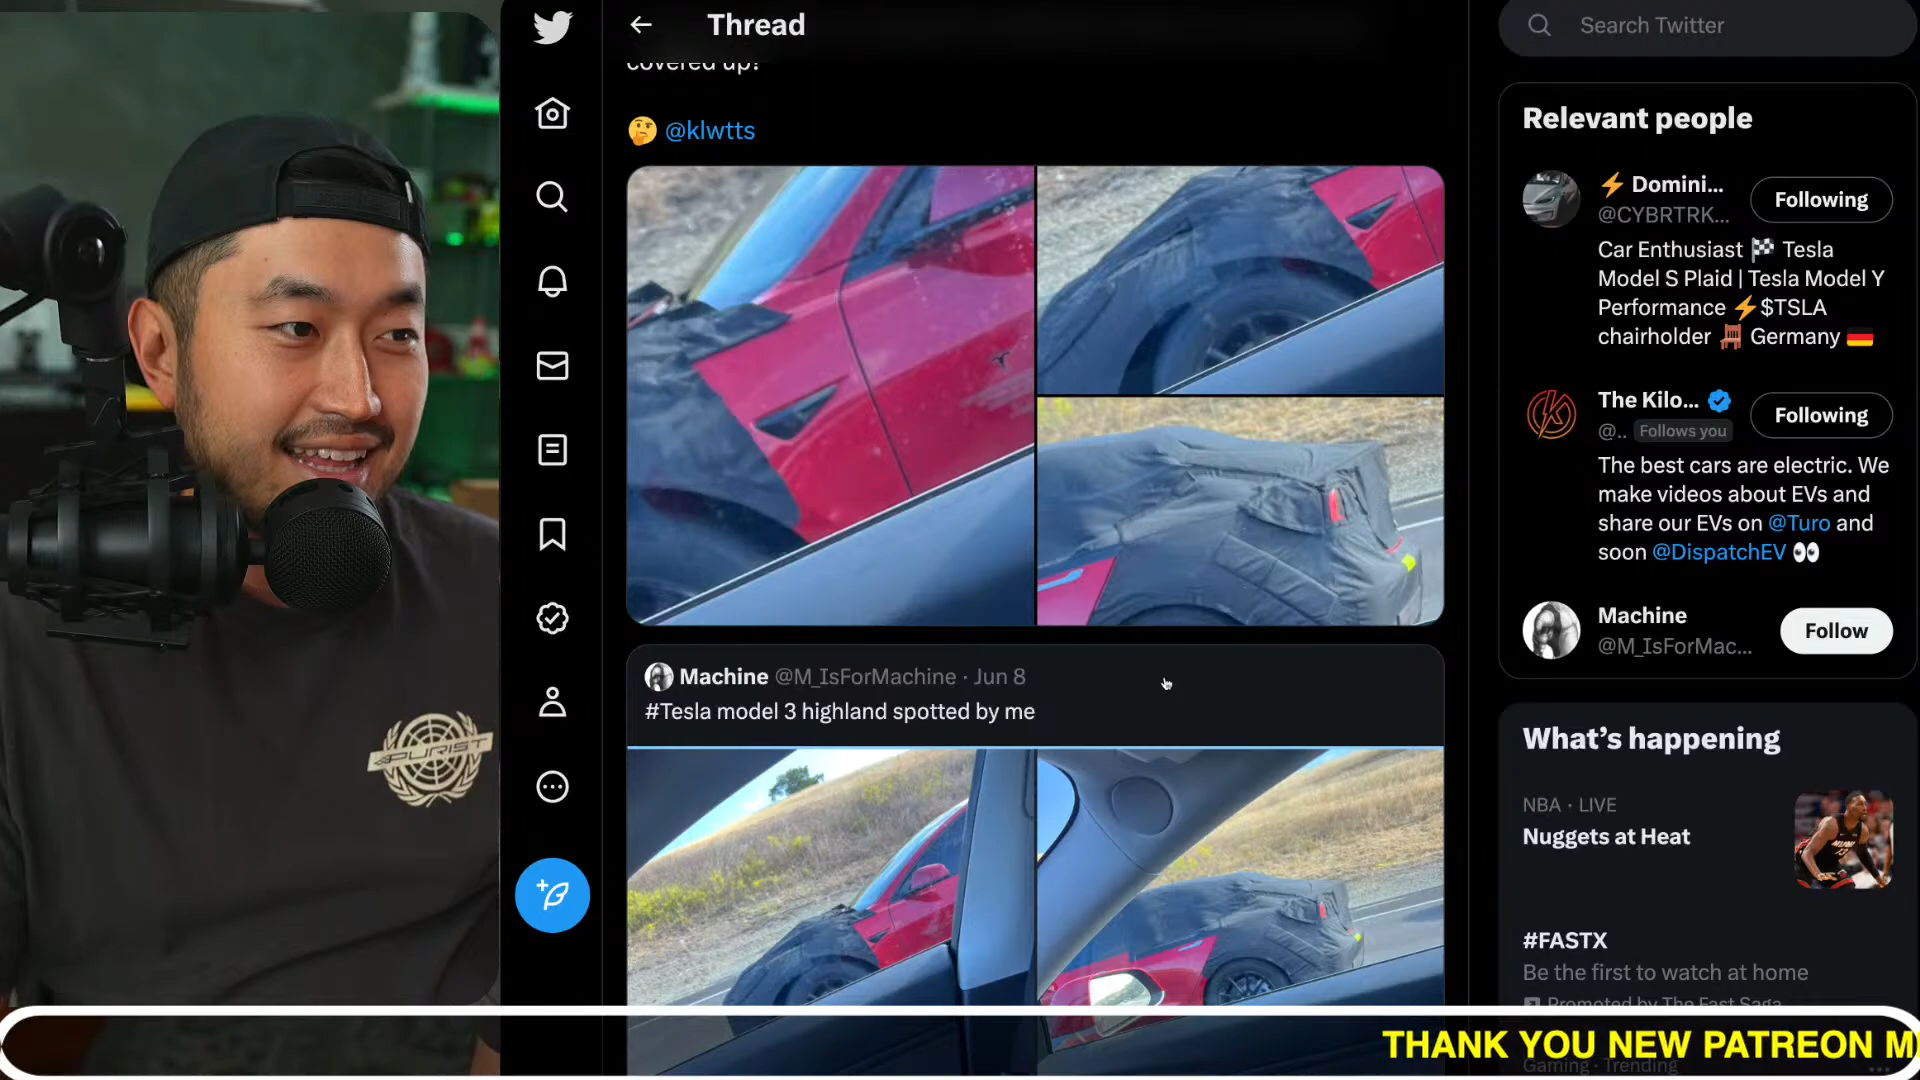 Thread
Search Twitter
covered up?
🤔 @klwtts
Machine @M_IsForMachine · Jun 8
#Tesla model 3 highland spotted by me
Relevant people
⚡ Domini...
@CYBRTRK...
Following
Car Enthusiast 🏁 Tesla
Model S Plaid | Tesla Model Y
Performance ⚡$TSLA
chairholder 🪑 Germany 🇩🇪
The Kilo...
@.. Follows you
Following
The best cars are electric. We
make videos about EVs and
share our EVs on @Turo and
soon @DispatchEV 👀
Machine
@M_IsForMac...
Follow
What's happening
NBA · LIVE
Nuggets at Heat
#FASTX
Be the first to watch at home
Promoted by The Fast Saga
Gaming · Trending
PURIST
THANK YOU NEW PATREON M